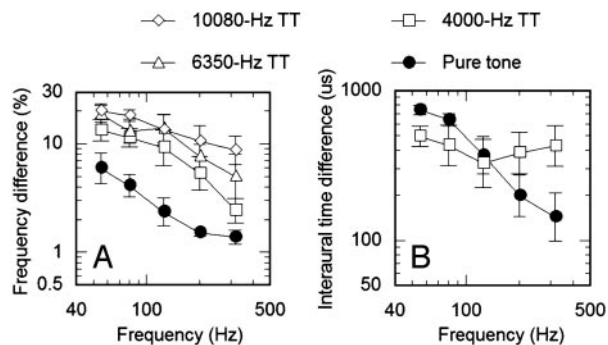 10080-Hz TT
4000-Hz TT
6350-Hz TT
Pure tone
Frequency difference (%)
30
10
1
0.5
A
40
100
500
Frequency (Hz)
Interaural time difference (us)
1000
100
50
B
40
100
500
Frequency (Hz)